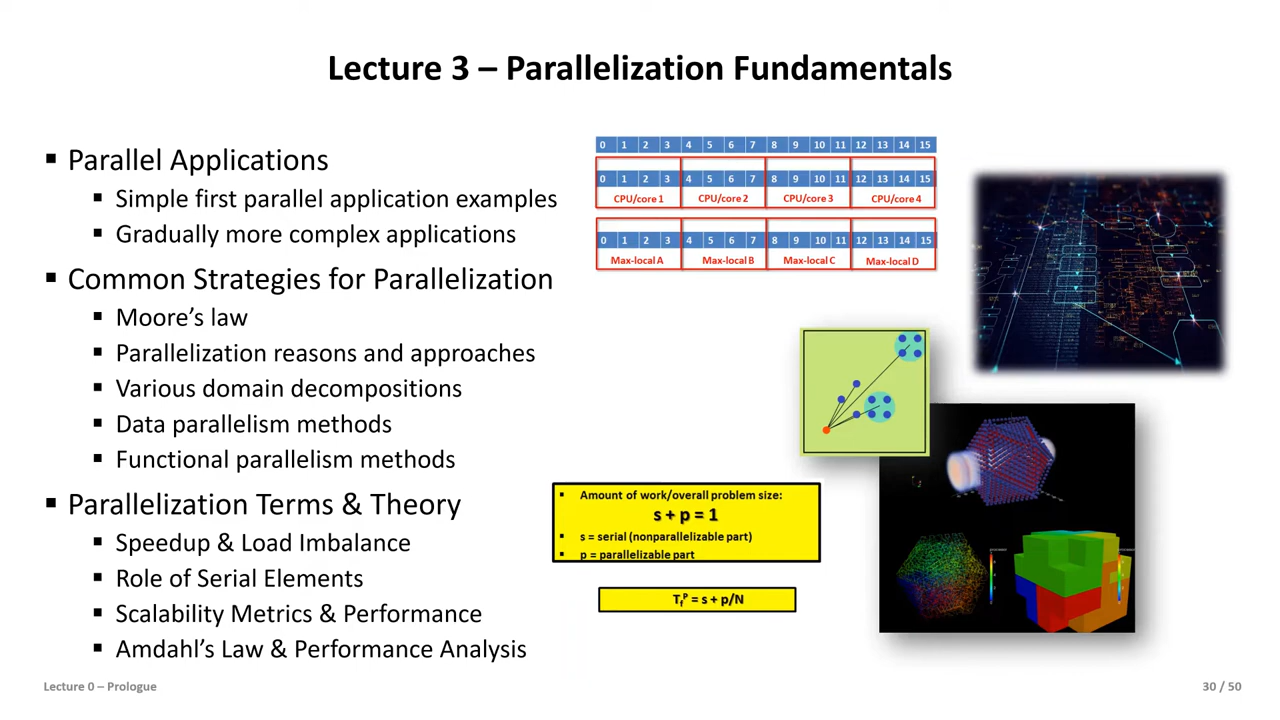 Lecture 3 – Parallelization Fundamentals
▪ Parallel Applications
▪ Simple first parallel application examples
▪ Gradually more complex applications
▪ Common Strategies for Parallelization
▪ Moore’s law
▪ Parallelization reasons and approaches
▪ Various domain decompositions
▪ Data parallelism methods
▪ Functional parallelism methods
▪ Parallelization Terms & Theory
▪ Speedup & Load Imbalance
▪ Role of Serial Elements
▪ Scalability Metrics & Performance
▪ Amdahl’s Law & Performance Analysis
0 1 2 3 4 5 6 7 8 9 10 11 12 13 14 15
0 1 2 3 4 5 6 7 8 9 10 11 12 13 14 15
CPU/core 1 CPU/core 2 CPU/core 3 CPU/core 4
0 1 2 3 4 5 6 7 8 9 10 11 12 13 14 15
Max-local A Max-local B Max-local C Max-local D
▪ Amount of work/overall problem size:
s + p = 1
▪ s = serial (nonparallelizable part)
▪ p = parallelizable part
T_f^P = s + p/N
Lecture 0 – Prologue
30 / 50